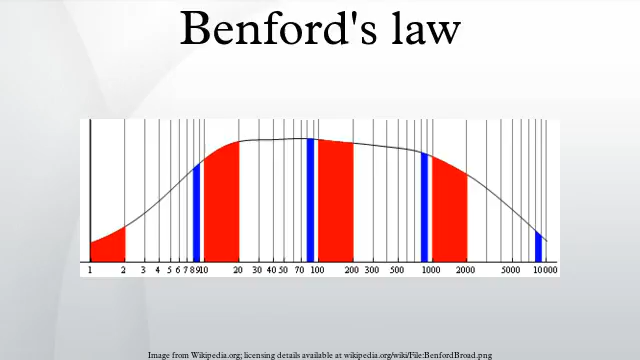 Benford's law
1 2 3 4 5 6 7 8 9 10 20 30 40 50 70 100 200 300 500 1000 2000 5000 10000
Image from Wikipedia.org; licensing details available at wikipedia.org/wiki/File:BenfordBroad.png